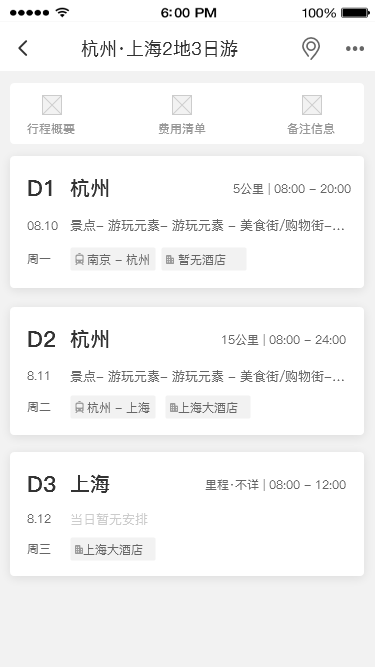 6:00 PM 100%
杭州·上海2地3日游
行程概要 费用清单 备注信息
D1 杭州 5公里 | 08:00 - 20:00
08.10 景点- 游玩元素- 游玩元素 - 美食街/购物街-...
周一 南京 - 杭州 暂无酒店
D2 杭州 15公里 | 08:00 - 24:00
8.11 景点- 游玩元素- 游玩元素 - 美食街/购物街-...
周二 杭州 - 上海 上海大酒店
D3 上海 里程·不详 | 08:00 - 12:00
8.12 当日暂无安排
周三 上海大酒店